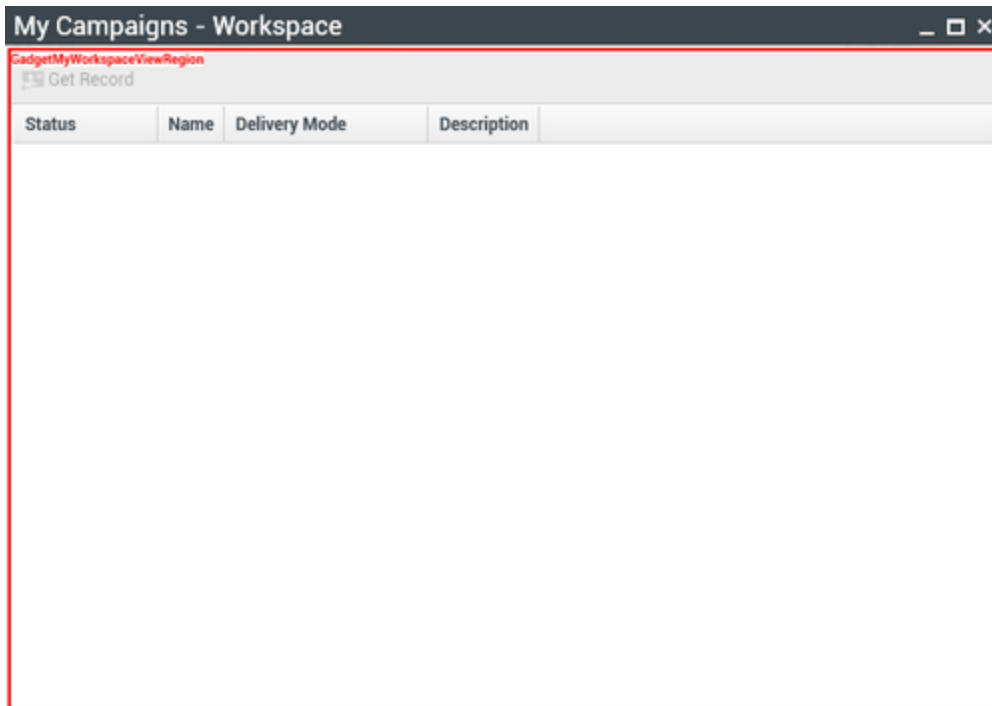 My Campaigns - Workspace
GadgetMyWorkspaceViewRegion
Get Record
Status Name Delivery Mode Description